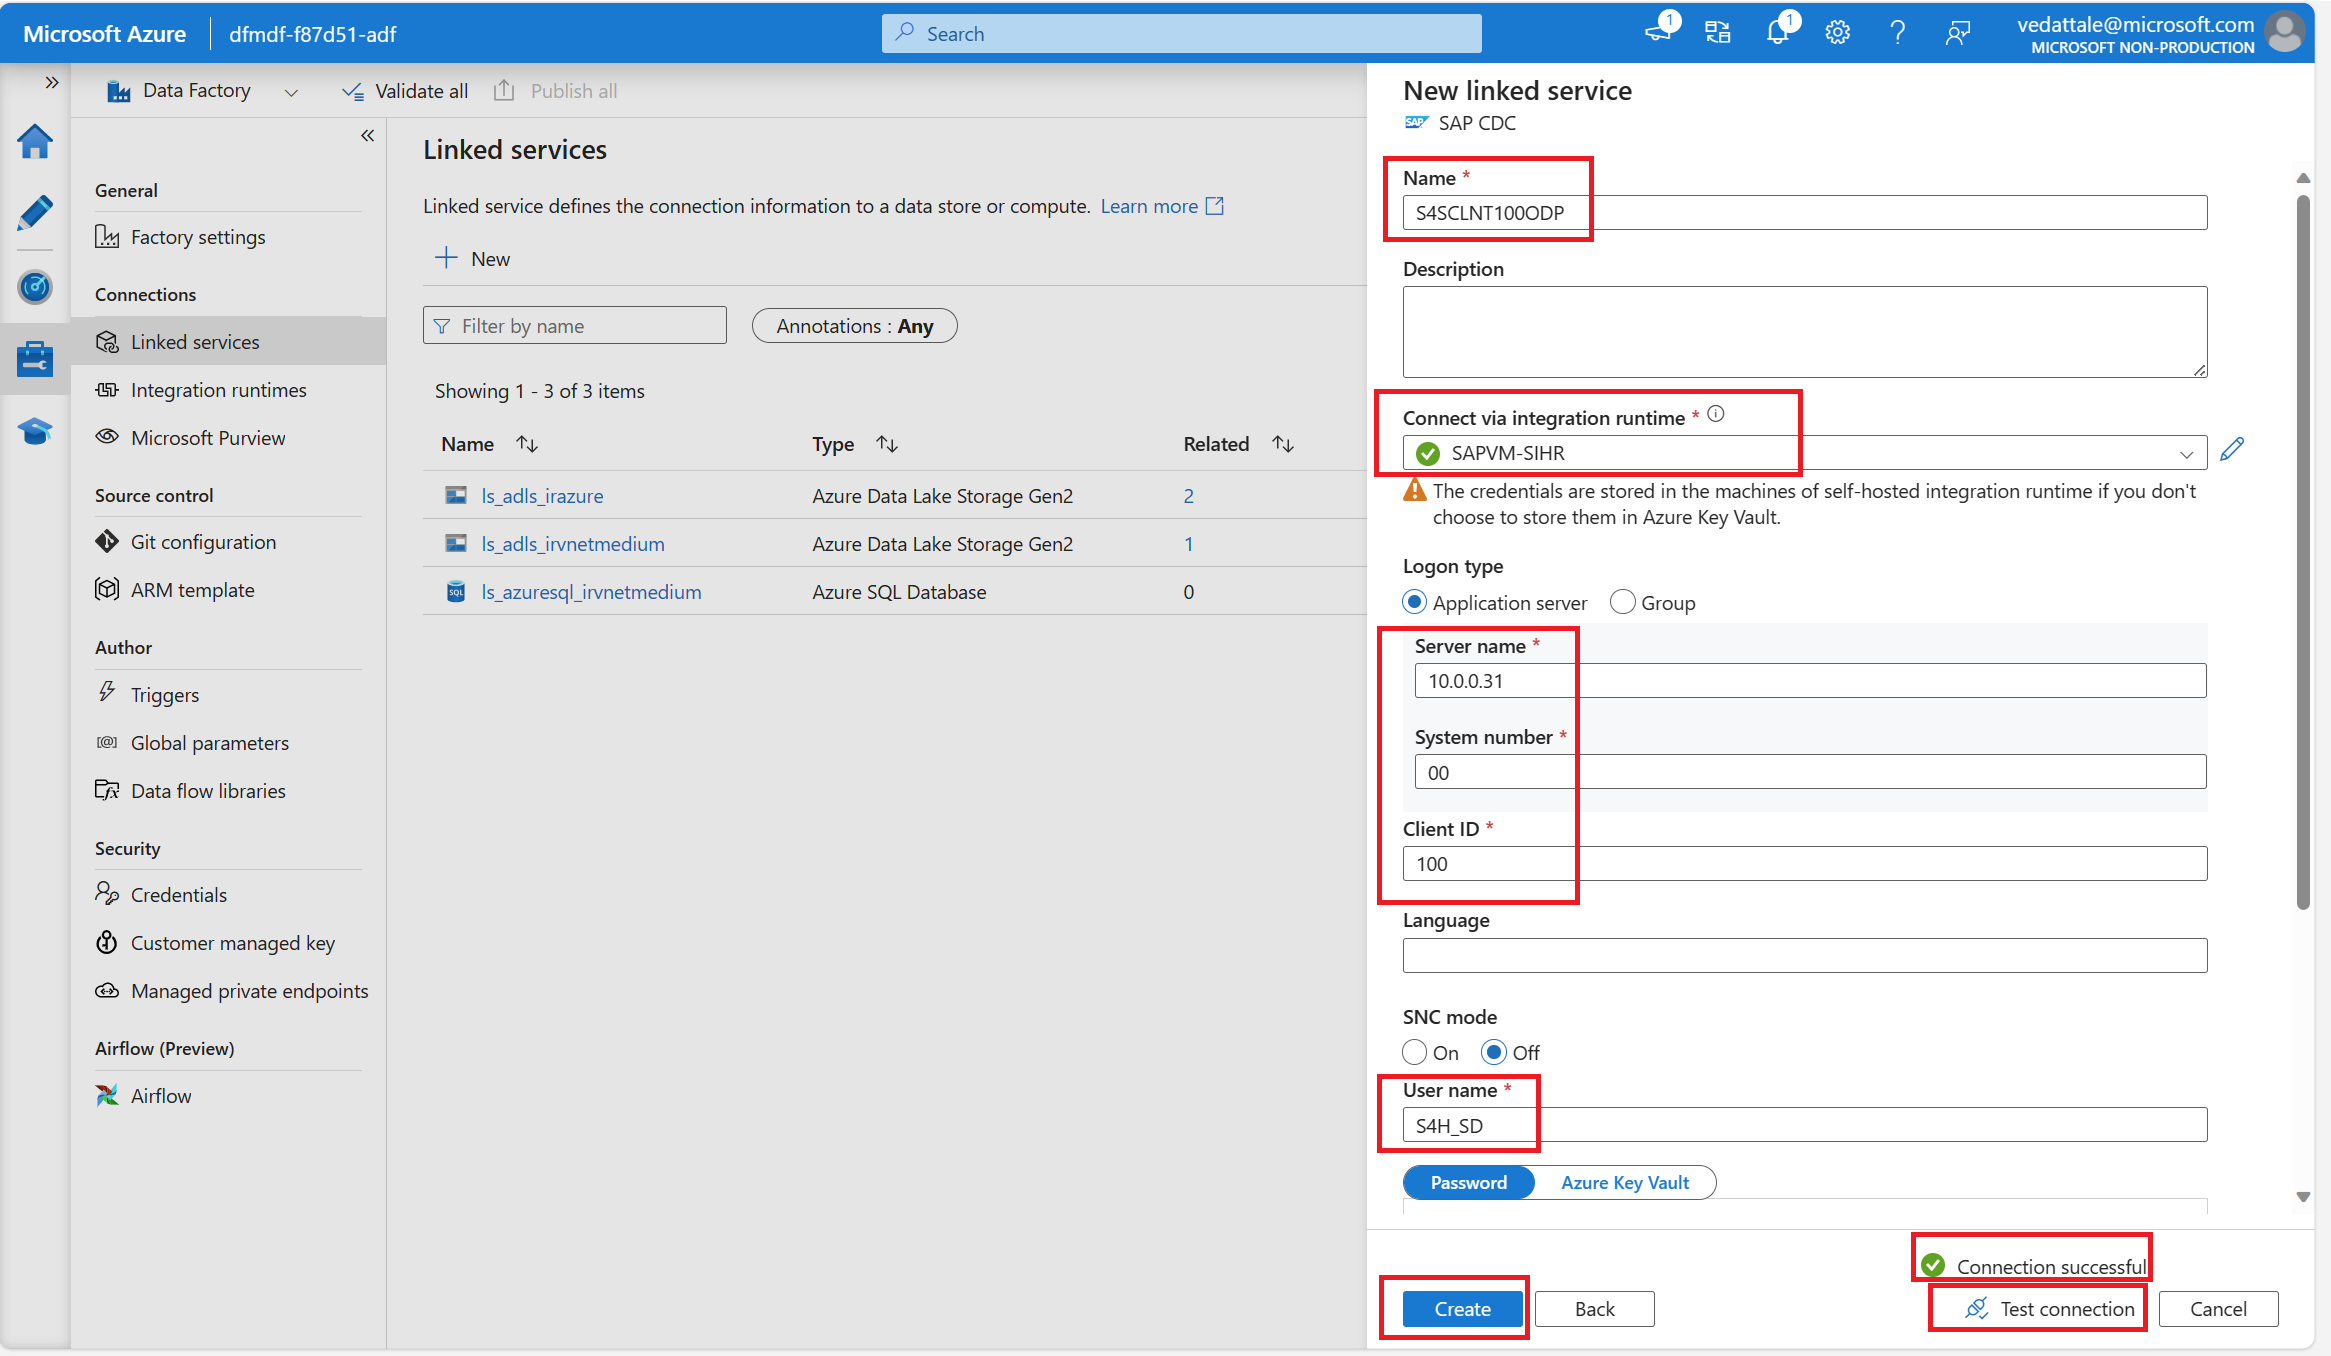 Microsoft Azure
dfmdf-f87d51-adf
Search
1
1
vedattale@microsoft.com
MICROSOFT NON-PRODUCTION
Data Factory
Validate all
Publish all
General
Factory settings
Connections
Linked services
Integration runtimes
Microsoft Purview
Source control
Git configuration
ARM template
Author
Triggers
Global parameters
Data flow libraries
Security
Credentials
Customer managed key
Managed private endpoints
Airflow (Preview)
Airflow
Linked services
Linked service defines the connection information to a data store or compute. Learn more
New
Filter by name
Annotations : Any
Showing 1 - 3 of 3 items
Name Type Related
ls_adls_irazure Azure Data Lake Storage Gen2 2
ls_adls_irvnetmedium Azure Data Lake Storage Gen2 1
SQL ls_azuresql_irvnetmedium Azure SQL Database 0
New linked service
SAP SAP CDC
Name *
S4SCLNT100ODP
Description
Connect via integration runtime *
SAPVM-SIHR
The credentials are stored in the machines of self-hosted integration runtime if you don't
choose to store them in Azure Key Vault.
Logon type
Application server Group
Server name *
10.0.0.31
System number *
00
Client ID *
100
Language
SNC mode
On Off
User name *
S4H_SD
Password Azure Key Vault
Connection successful
Create Back Test connection Cancel